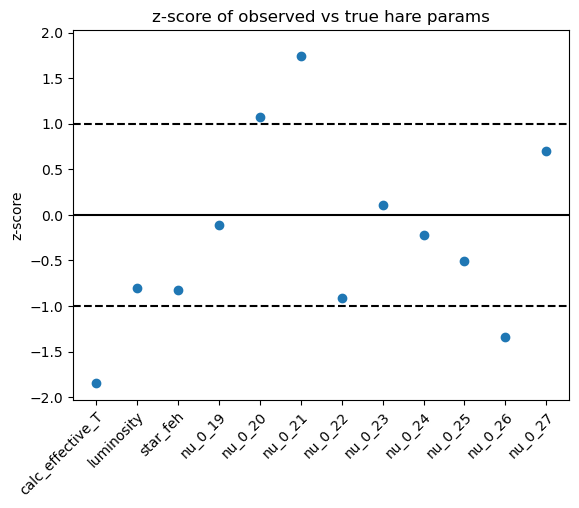 z-score of observed vs true hare params
z-score
2.0
1.5
1.0
0.5
0.0
−0.5
−1.0
−1.5
−2.0
calc_effective_T
luminosity
star_feh
nu_0_19
nu_0_20
nu_0_21
nu_0_22
nu_0_23
nu_0_24
nu_0_25
nu_0_26
nu_0_27